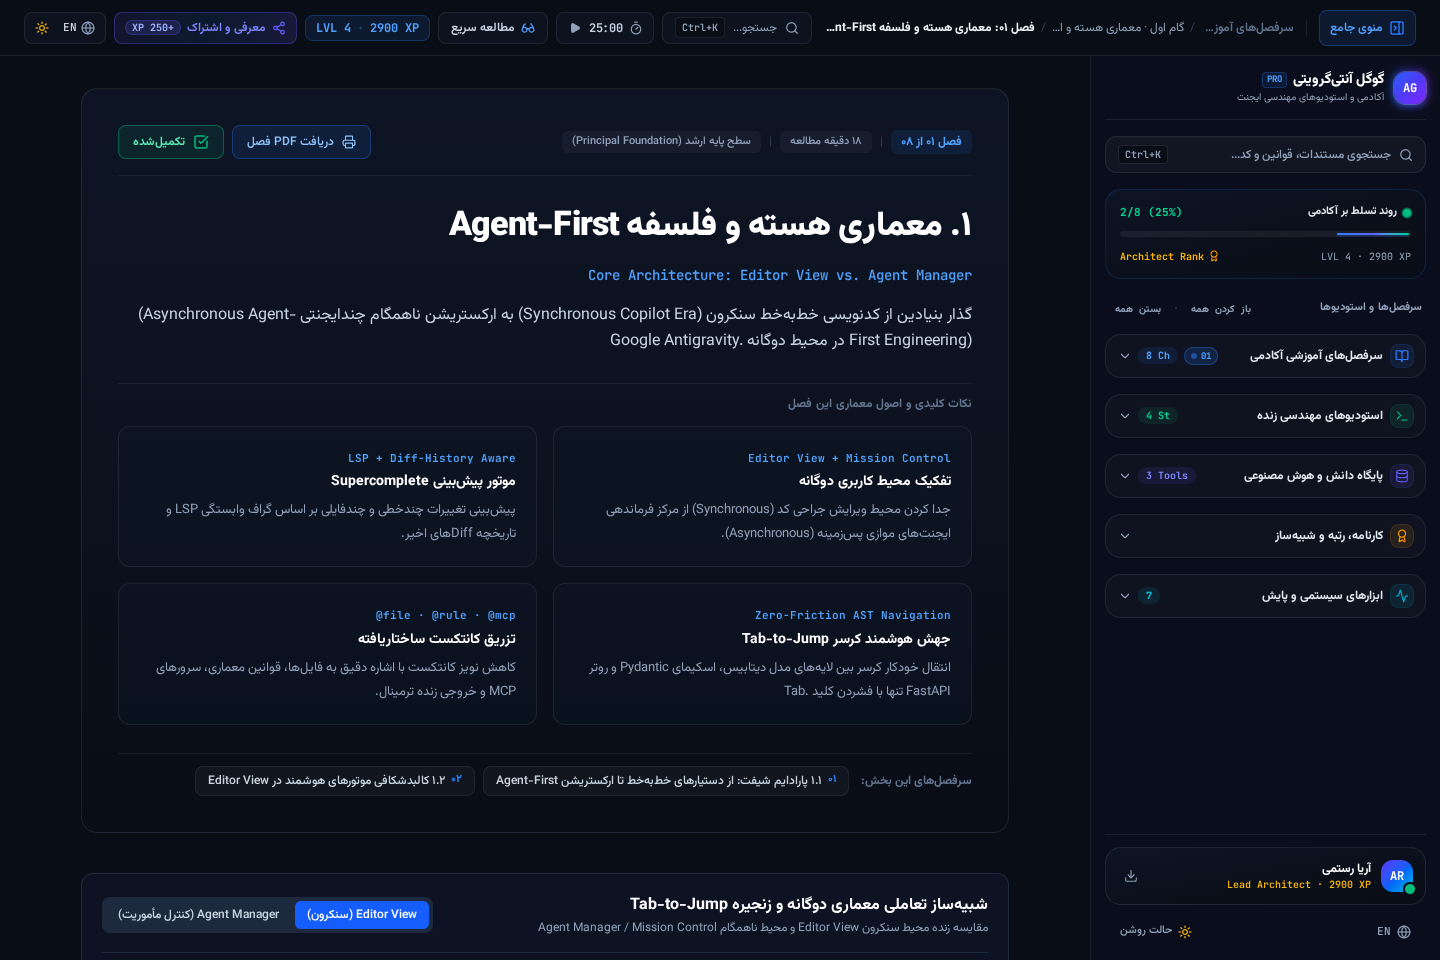 منوی جامع
سرفصل‌های آموز... / گام اول · معماری هسته و ا... / فصل ۰۱: معماری هسته و فلسفه Agent-First...
جستجو... Ctrl+K
25:00
مطالعه سریع
LVL 4 · 2900 XP
معرفی و اشتراک +250 XP
EN
گوگل آنتی‌گرویتی PRO
آکادمی و استودیوهای مهندسی ایجنت
AG
جستجوی مستندات، قوانین و کد... Ctrl+K
روند تسلط بر آکادمی 2/8 (25%)
LVL 4 · 2900 XP Architect Rank
سرفصل‌ها و استودیوها باز کردن همه · بستن همه
سرفصل‌های آموزشی آکادمی 01 8 Ch
استودیوهای مهندسی زنده 4 St
پایگاه دانش و هوش مصنوعی 3 Tools
کارنامه، رتبه و شبیه‌ساز
ابزارهای سیستمی و پایش 7
AR
آریا رستمی
Lead Architect · 2900 XP
EN حالت روشن
فصل ۰۱ از ۰۸ | ۱۸ دقیقه مطالعه | سطح پایه ارشد (Principal Foundation)
دریافت PDF فصل تکمیل‌شده
۱. معماری هسته و فلسفه Agent-First
Core Architecture: Editor View vs. Agent Manager
گذار بنیادین از کدنویسی خط‌به‌خط سنکرون (Synchronous Copilot Era) به ارکستریشن ناهمگام چندایجنتی (Asynchronous Agent-
First Engineering) در محیط دوگانه Google Antigravity.
نکات کلیدی و اصول معماری این فصل
Editor View + Mission Control
تفکیک محیط کاربری دوگانه
جدا کردن محیط ویرایش جراحی کد (Synchronous) از مرکز فرماندهی
ایجنت‌های موازی پس‌زمینه (Asynchronous).
LSP + Diff-History Aware
موتور پیش‌بینی Supercomplete
پیش‌بینی تغییرات چندخطی و چندفایلی بر اساس گراف وابستگی LSP و
تاریخچه Diffهای اخیر.
Zero-Friction AST Navigation
جهش هوشمند کرسر Tab-to-Jump
انتقال خودکار کرسر بین لایه‌های مدل دیتابیس، اسکیمای Pydantic و روتر
FastAPI تنها با فشردن کلید Tab.
@file · @rule · @mcp
تزریق کانتکست ساختاریافته
کاهش نویز کانتکست با اشاره دقیق به فایل‌ها، قوانین معماری، سرورهای
MCP و خروجی زنده ترمینال.
سرفصل‌های این بخش:
۰۱ ۱.۱ پارادایم شیفت: از دستیارهای خط‌به‌خط تا ارکستریشن Agent-First
۰۲ ۱.۲ کالبدشکافی موتورهای هوشمند در Editor View
شبیه‌ساز تعاملی معماری دوگانه و زنجیره Tab-to-Jump
مقایسه زنده محیط سنکرون Editor View و محیط ناهمگام Agent Manager / Mission Control
Editor View (سنکرون) Agent Manager (کنترل مأموریت)